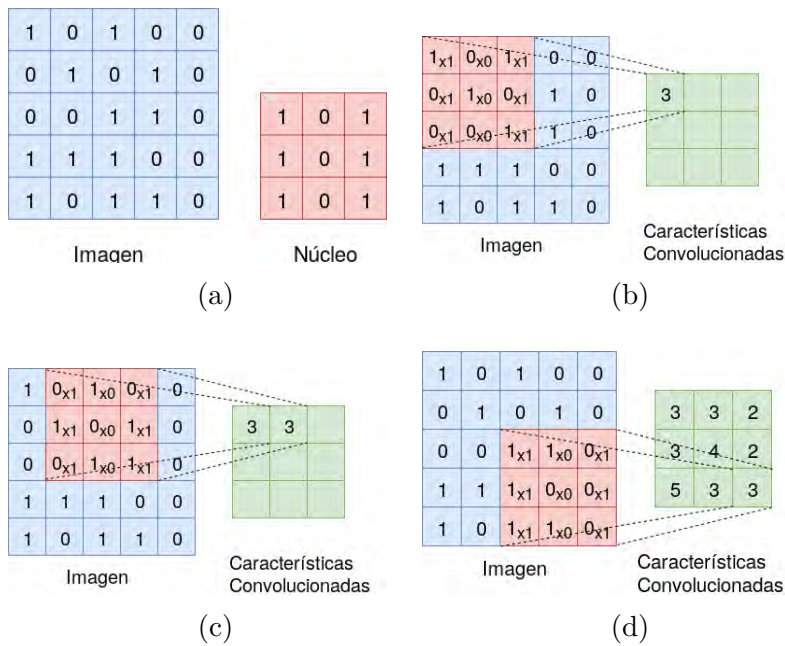 1 0 1 0 0
0 1 0 1 0
0 0 1 1 0
1 1 1 0 0
1 0 1 1 0
Imagen
1 0 1
1 0 1
1 0 1
Núcleo
(a)
1x1 0x0 1x1 0 0
0x1 1x0 0x1 1 0
0x1 0x0 1x1 1 0
1 1 1 0 0
1 0 1 1 0
Imagen
3
Características
Convolucionadas
(b)
1 0x1 1x0 0x1 0
0 1x1 0x0 1x1 0
0 0x1 1x0 1x1 0
1 1 1 0 0
1 0 1 1 0
Imagen
3 3
Características
Convolucionadas
(c)
1 0 1 0 0
0 1 0 1 0
0 0 1x1 1x0 0x1
1 1 1x1 0x0 0x1
1 0 1x1 1x0 0x1
Imagen
3 3 2
3 4 2
5 3 3
Características
Convolucionadas
(d)